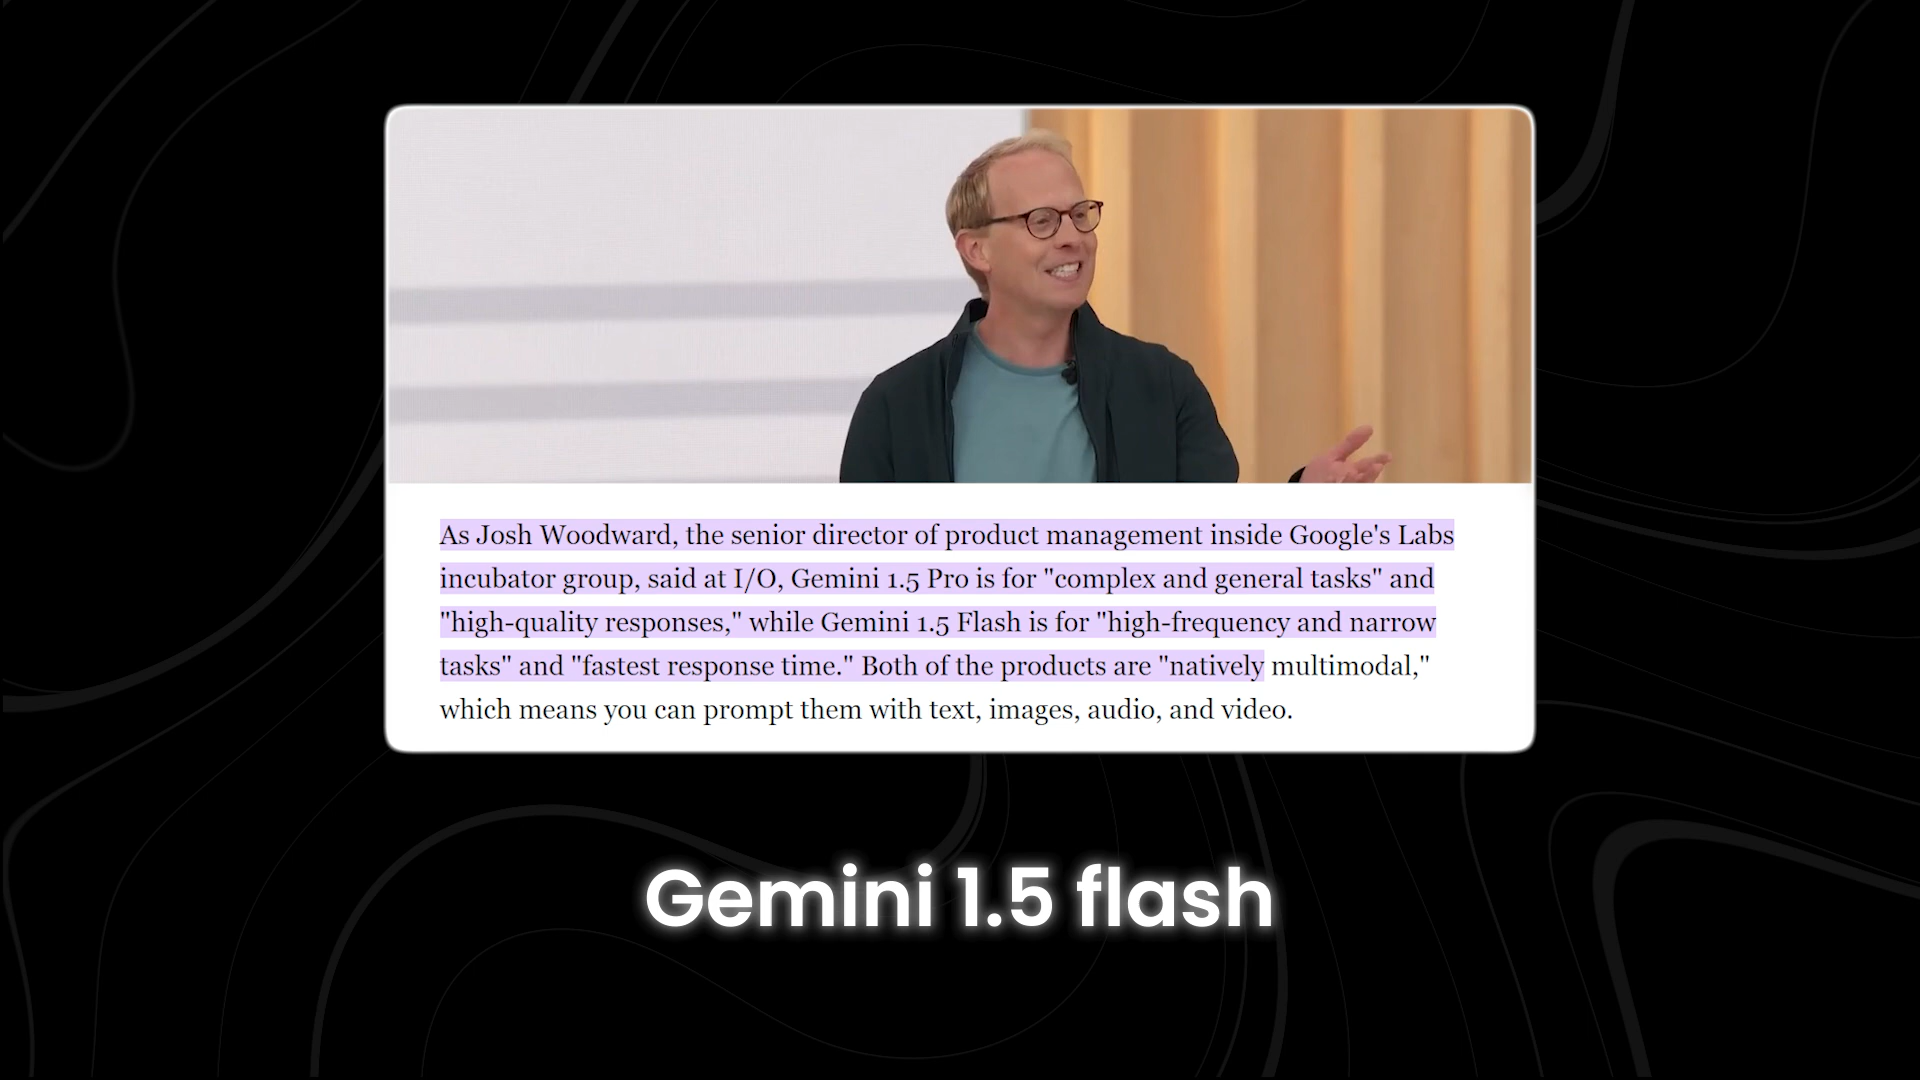 As Josh Woodward, the senior director of product management inside Google's Labs
incubator group, said at I/O, Gemini 1.5 Pro is for "complex and general tasks" and
"high-quality responses," while Gemini 1.5 Flash is for "high-frequency and narrow
tasks" and "fastest response time." Both of the products are "natively multimodal,"
which means you can prompt them with text, images, audio, and video.
Gemini 1.5 flash